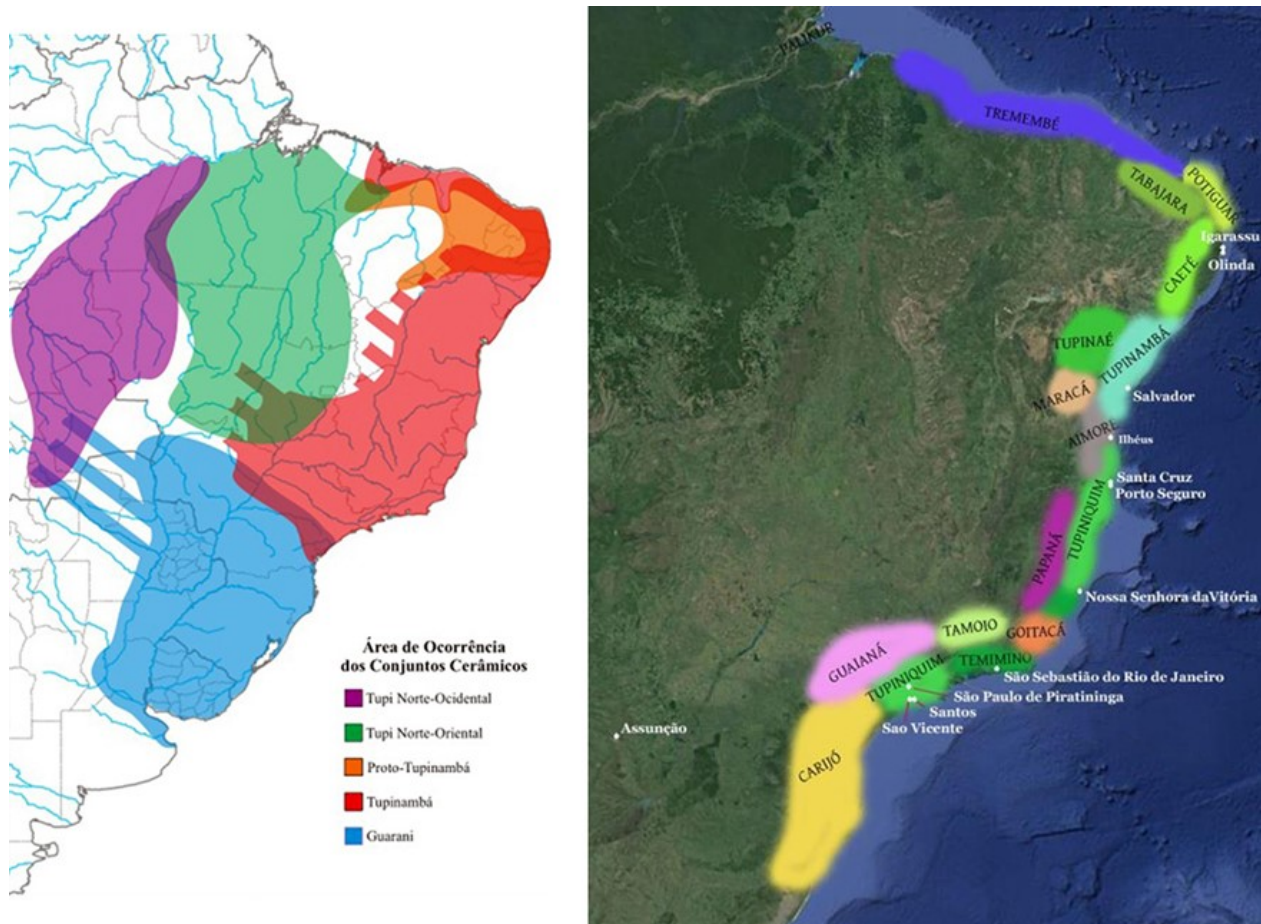 Área de Ocorrência
dos Conjuntos Cerâmicos
Tupi Norte-Ocidental
Tupi Norte-Oriental
Proto-Tupinambá
Tupinambá
Guarani
PALIKUR
TREMEMBÉ
TABAJARA
POTIGUAR
Igarassu
Olinda
CAETÉ
TUPINAÉ
TUPINAMBÁ
MARACÁ
Salvador
AIMORÉ
Ilhéus
Santa Cruz
Porto Seguro
TUPINIQUIM
PAPANÁ
Nossa Senhora daVitória
TAMOIO
GOITACÁ
GUAIANÁ
TEMIMINO
TUPINIQUIM
São Sebastião do Rio de Janeiro
São Paulo de Piratininga
Santos
Sao Vicente
Assunção
CARIJÓ